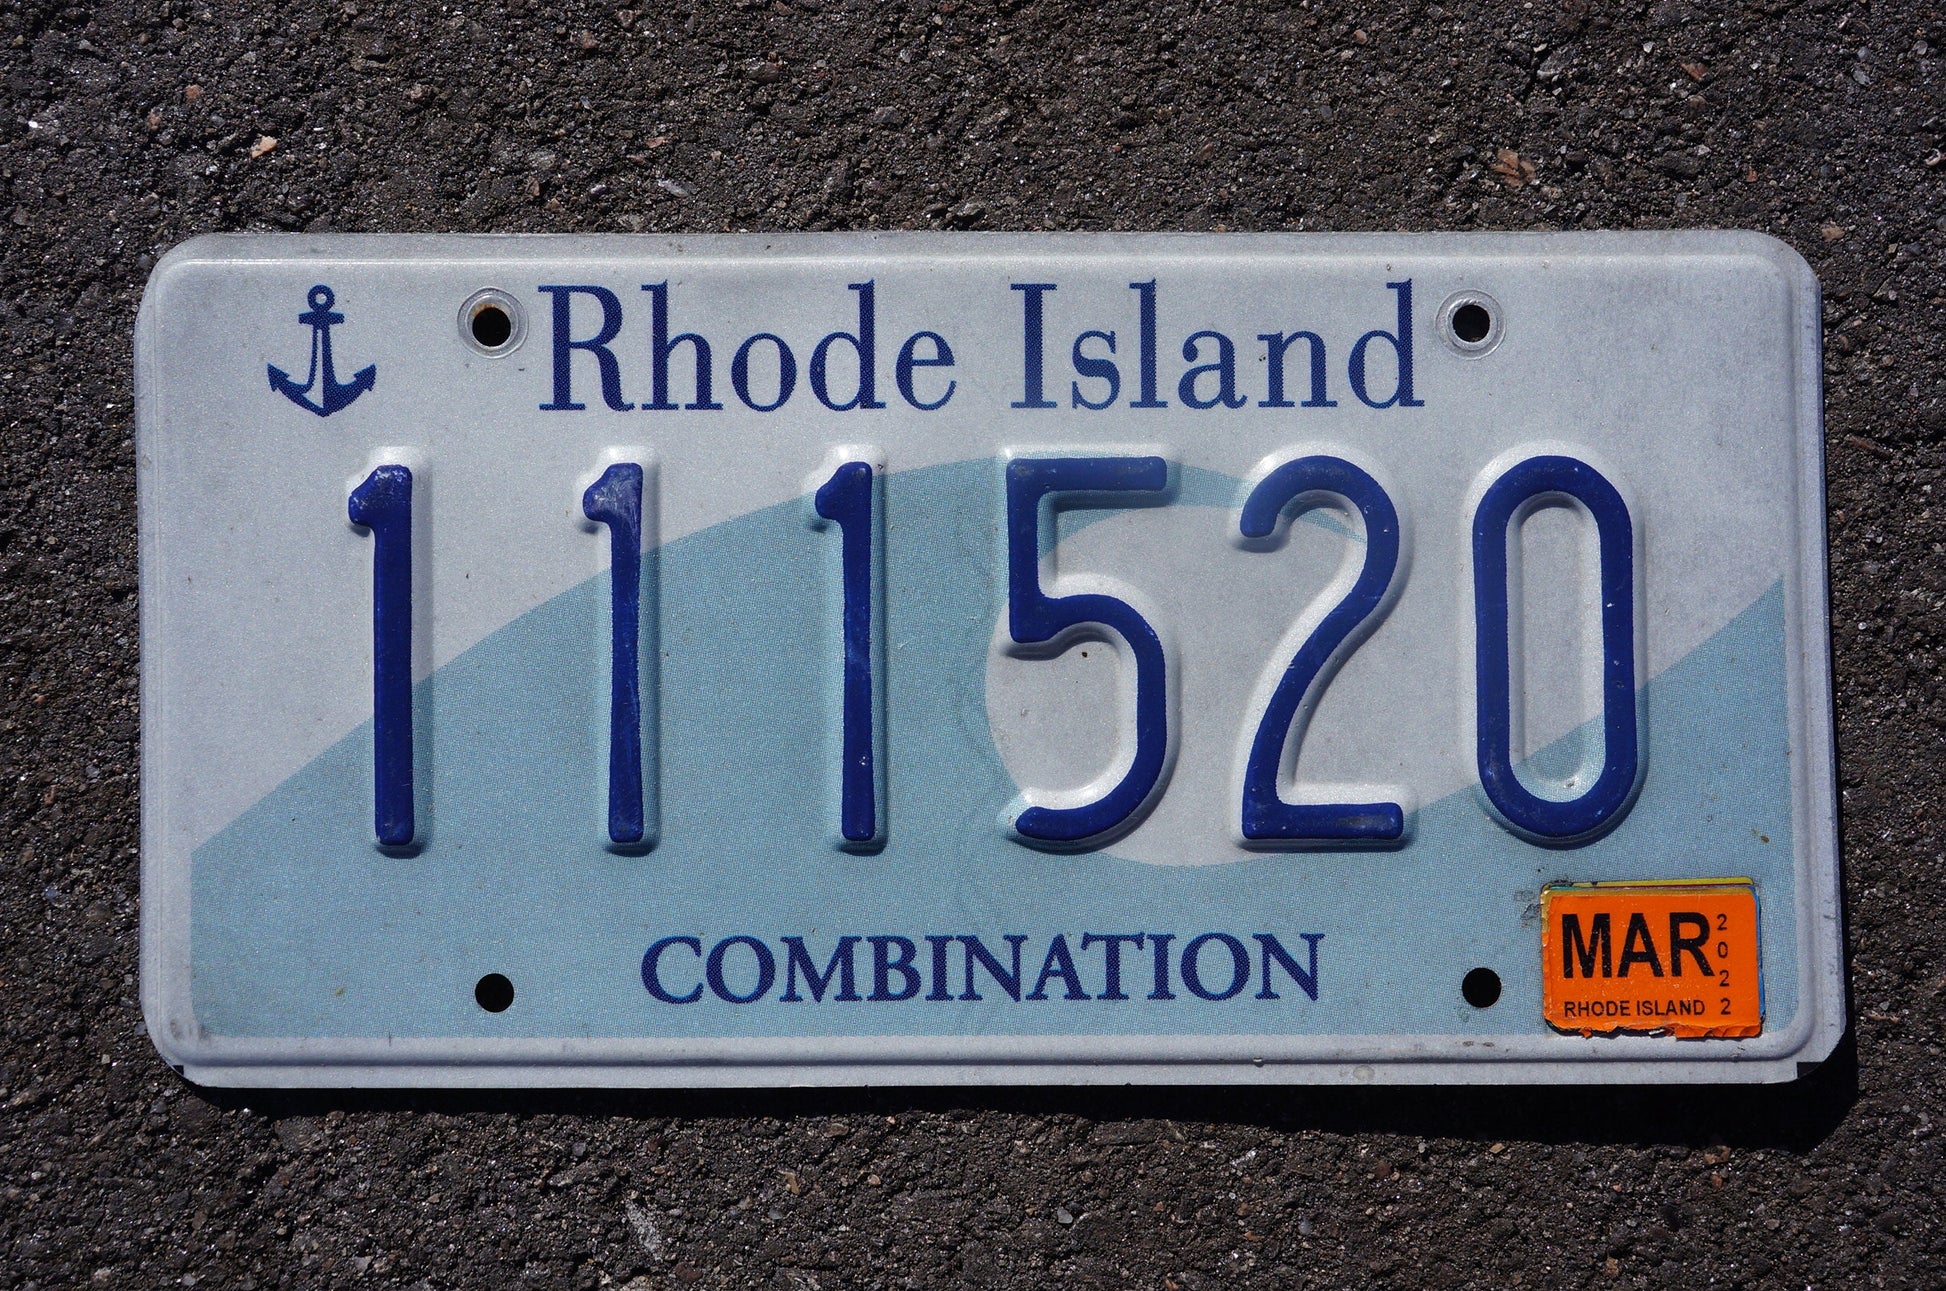 Rhode Island
111520
COMBINATION
MAR
2022
RHODE ISLAND